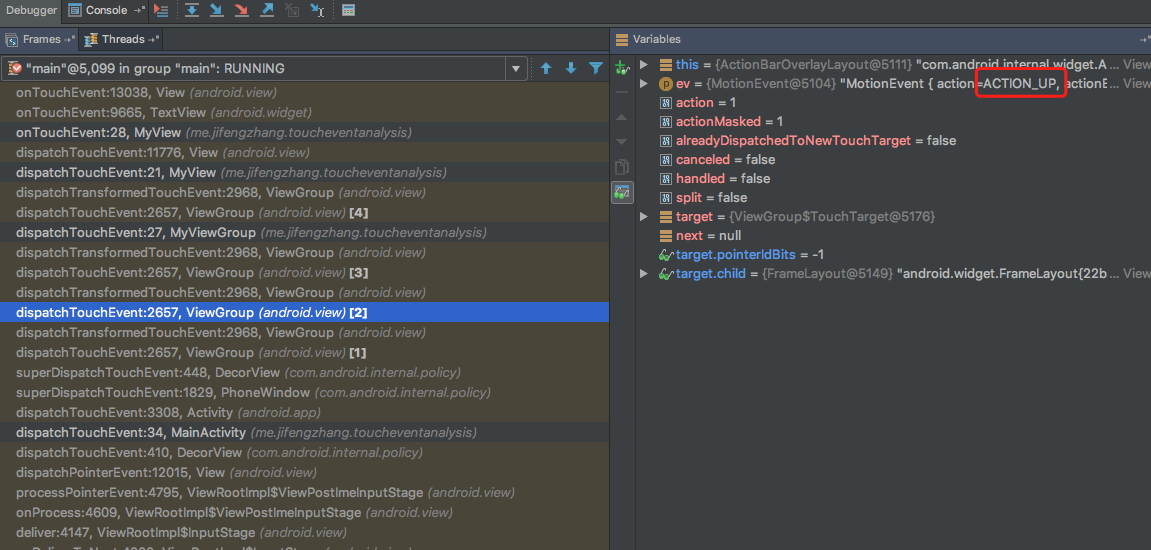 Debugger
Console
Frames
Threads
Variables
"main"@5,099 in group "main": RUNNING
onTouchEvent:13038, View (android.view)
onTouchEvent:9665, TextView (android.widget)
onTouchEvent:28, MyView (me.jifengzhang.toucheventanalysis)
dispatchTouchEvent:11776, View (android.view)
dispatchTouchEvent:21, MyView (me.jifengzhang.toucheventanalysis)
dispatchTransformedTouchEvent:2968, ViewGroup (android.view)
dispatchTouchEvent:2657, ViewGroup (android.view) [4]
dispatchTouchEvent:27, MyViewGroup (me.jifengzhang.toucheventanalysis)
dispatchTransformedTouchEvent:2968, ViewGroup (android.view)
dispatchTouchEvent:2657, ViewGroup (android.view) [3]
dispatchTransformedTouchEvent:2968, ViewGroup (android.view)
dispatchTouchEvent:2657, ViewGroup (android.view) [2]
dispatchTransformedTouchEvent:2968, ViewGroup (android.view)
dispatchTouchEvent:2657, ViewGroup (android.view) [1]
superDispatchTouchEvent:448, DecorView (com.android.internal.policy)
superDispatchTouchEvent:1829, PhoneWindow (com.android.internal.policy)
dispatchTouchEvent:3308, Activity (android.app)
dispatchTouchEvent:34, MainActivity (me.jifengzhang.toucheventanalysis)
dispatchTouchEvent:410, DecorView (com.android.internal.policy)
dispatchPointerEvent:12015, View (android.view)
processPointerEvent:4795, ViewRootImpl$ViewPostImeInputStage (android.view)
onProcess:4609, ViewRootImpl$ViewPostImeInputStage (android.view)
deliver:4147, ViewRootImpl$InputStage (android.view)
this = {ActionBarOverlayLayout@5111} "com.android.internal.widget.A ... View
p ev = {MotionEvent@5104} "MotionEvent { action=ACTION_UP, actionE ... View
action = 1
actionMasked = 1
alreadyDispatchedToNewTouchTarget = false
canceled = false
handled = false
split = false
target = {ViewGroup$TouchTarget@5176}
next = null
target.pointerIdBits = -1
target.child = {FrameLayout@5149} "android.widget.FrameLayout{22b ... View